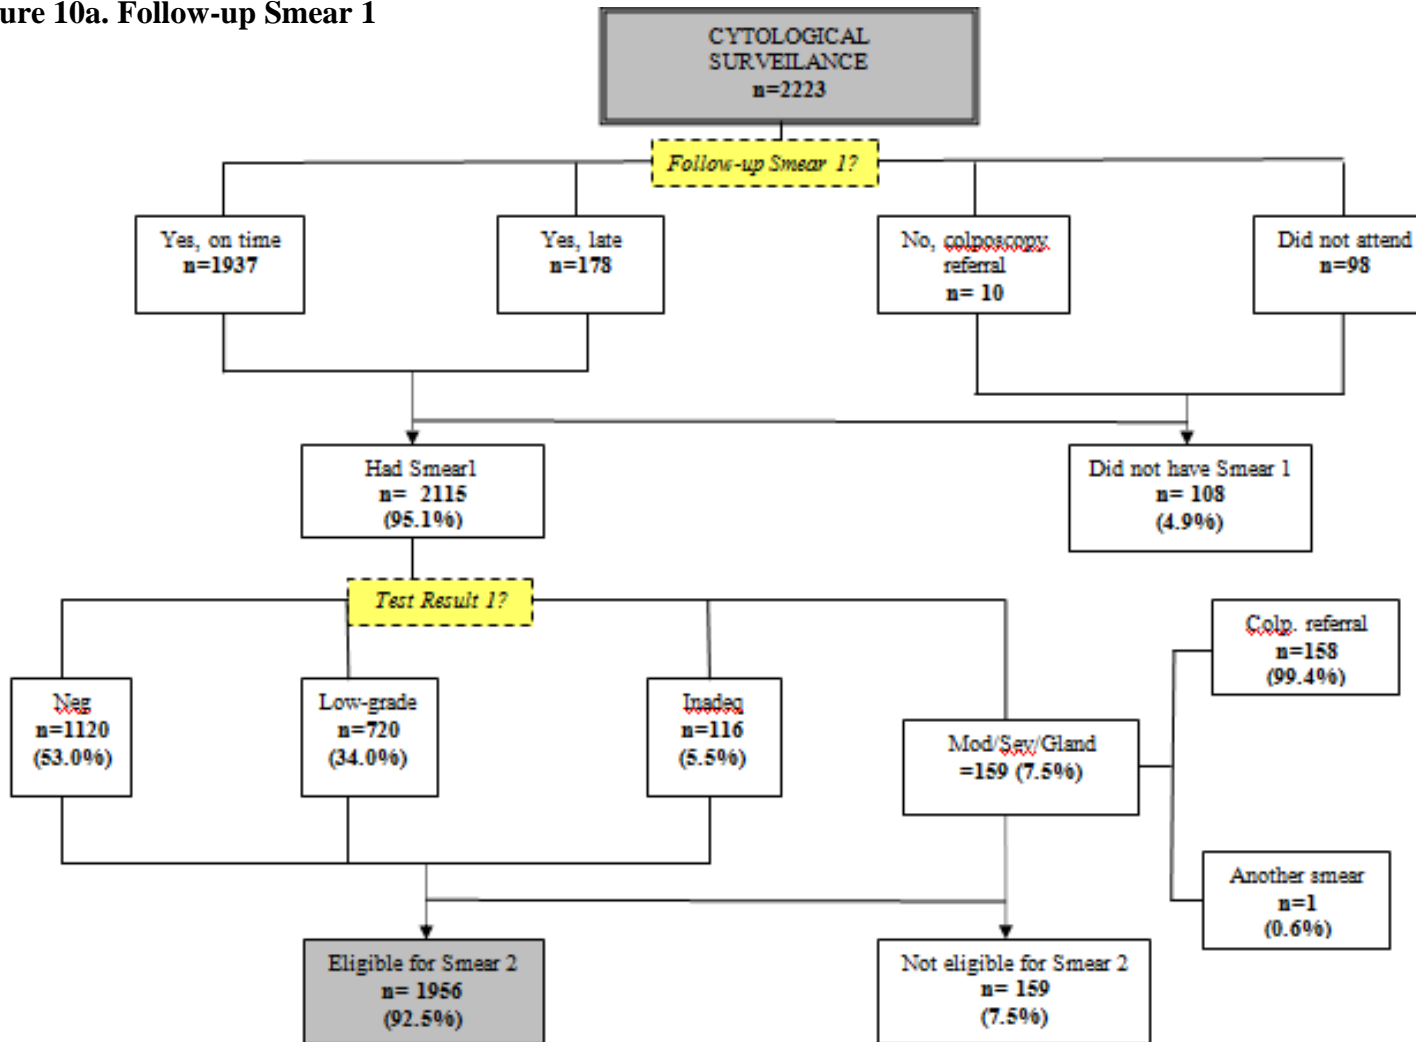 ure 10a. Follow-up Smear 1
CYTOLOGICAL
SURVEILANCE
n=2223
Follow-up Smear 1?
Yes, on time
n=1937
Yes, late
n=178
No, colposcopy
referral
n= 10
Did not attend
n=98
Had Smear1
n= 2115
(95.1%)
Did not have Smear 1
n= 108
(4.9%)
Test Result 1?
Neg
n=1120
(53.0%)
Low-grade
n=720
(34.0%)
Inadeq
n=116
(5.5%)
Mod/Sev/Gland
=159 (7.5%)
Colp. referral
n=158
(99.4%)
Another smear
n=1
(0.6%)
Eligible for Smear 2
n= 1956
(92.5%)
Not eligible for Smear 2
n= 159
(7.5%)